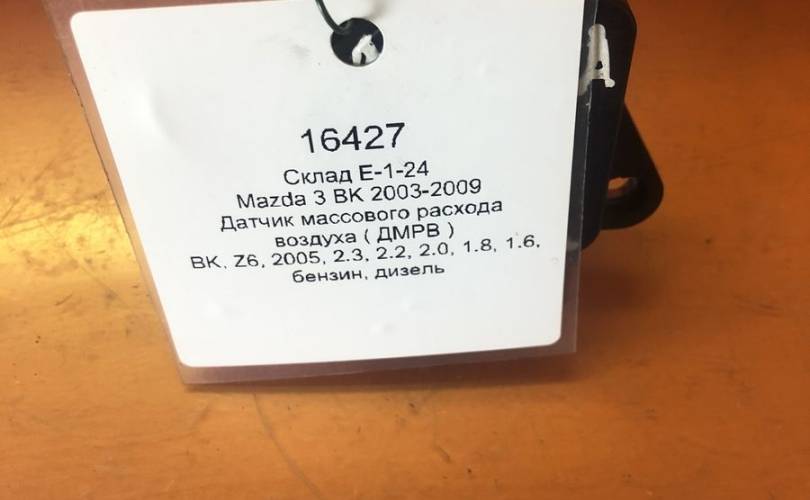 16427
Склад E-1-24
Mazda 3 BK 2003-2009
Датчик массового расхода
воздуха ( ДМРВ )
BK, Z6, 2005, 2.3, 2.2, 2.0, 1.8, 1.6,
бензин, дизель
A